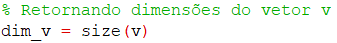 % Retornando dimensões do vetor v
dim_v = size(v)